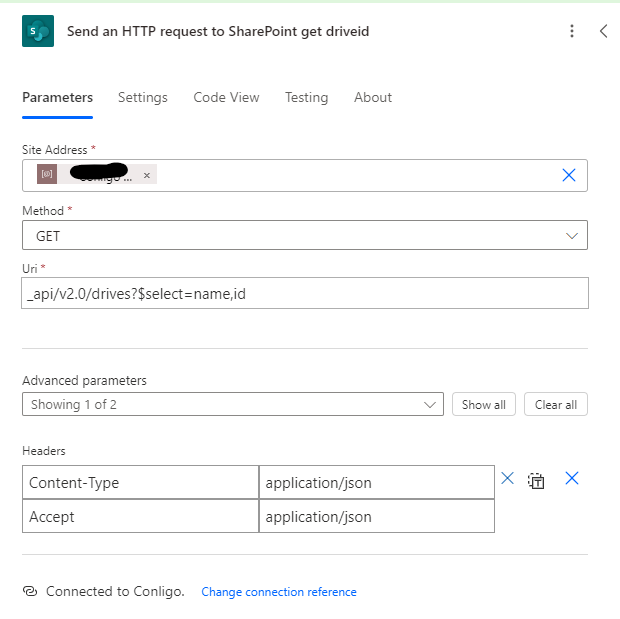 Send an HTTP request to SharePoint get driveid
Parameters Settings Code View Testing About
Site Address *
Method *
GET
Uri *
_api/v2.0/drives?$select=name,id
Advanced parameters
Showing 1 of 2 Show all Clear all
Headers
Content-Type application/json
Accept application/json
Connected to Conligo. Change connection reference